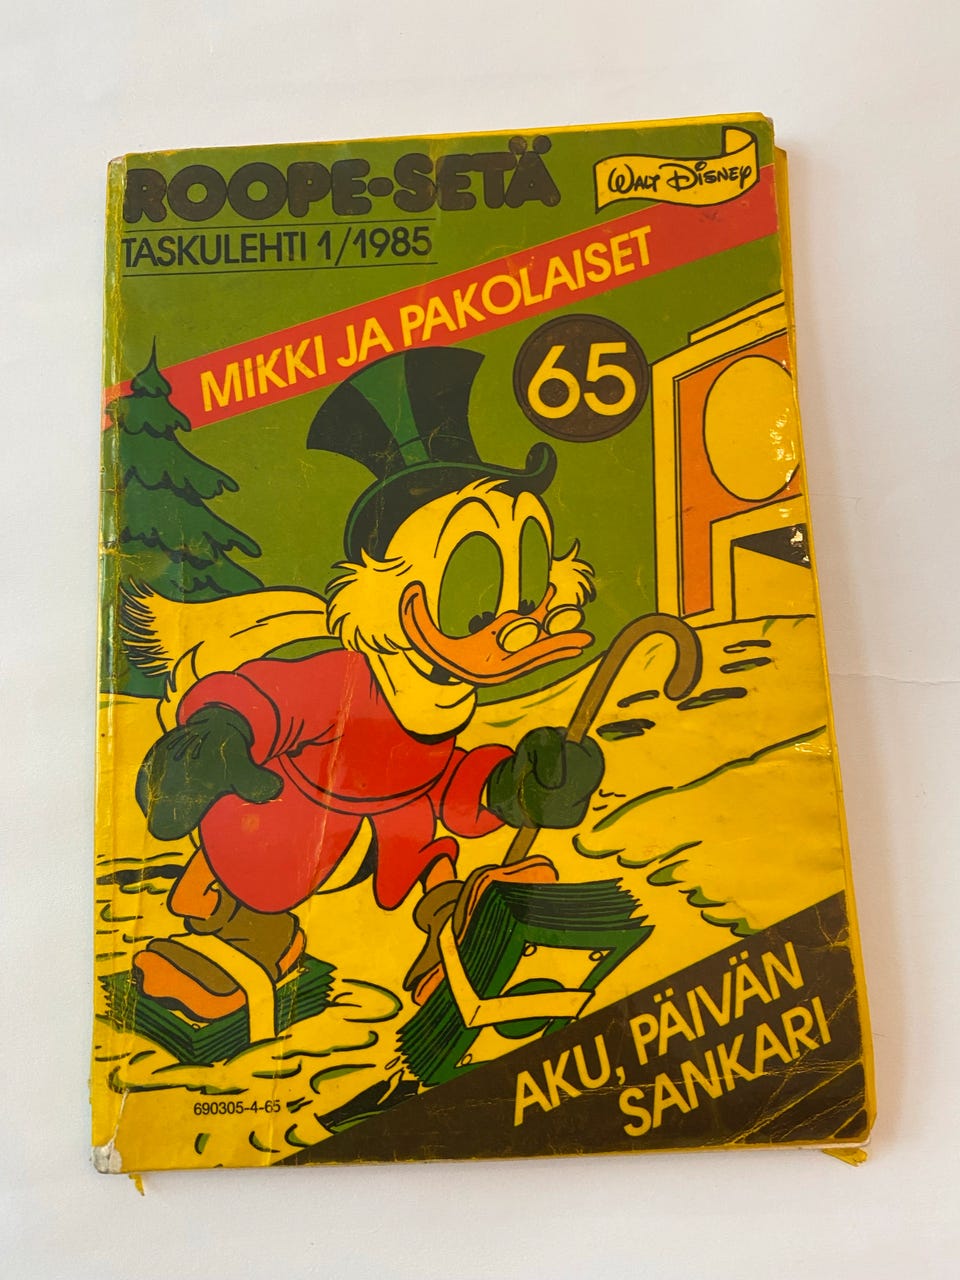 ROOPE-SETÄ
WALT DISNEY
TASKULEHTI 1/1985
MIKKI JA PAKOLAISET
65
AKU, PÄIVÄN
SANKARI
690305-4-65